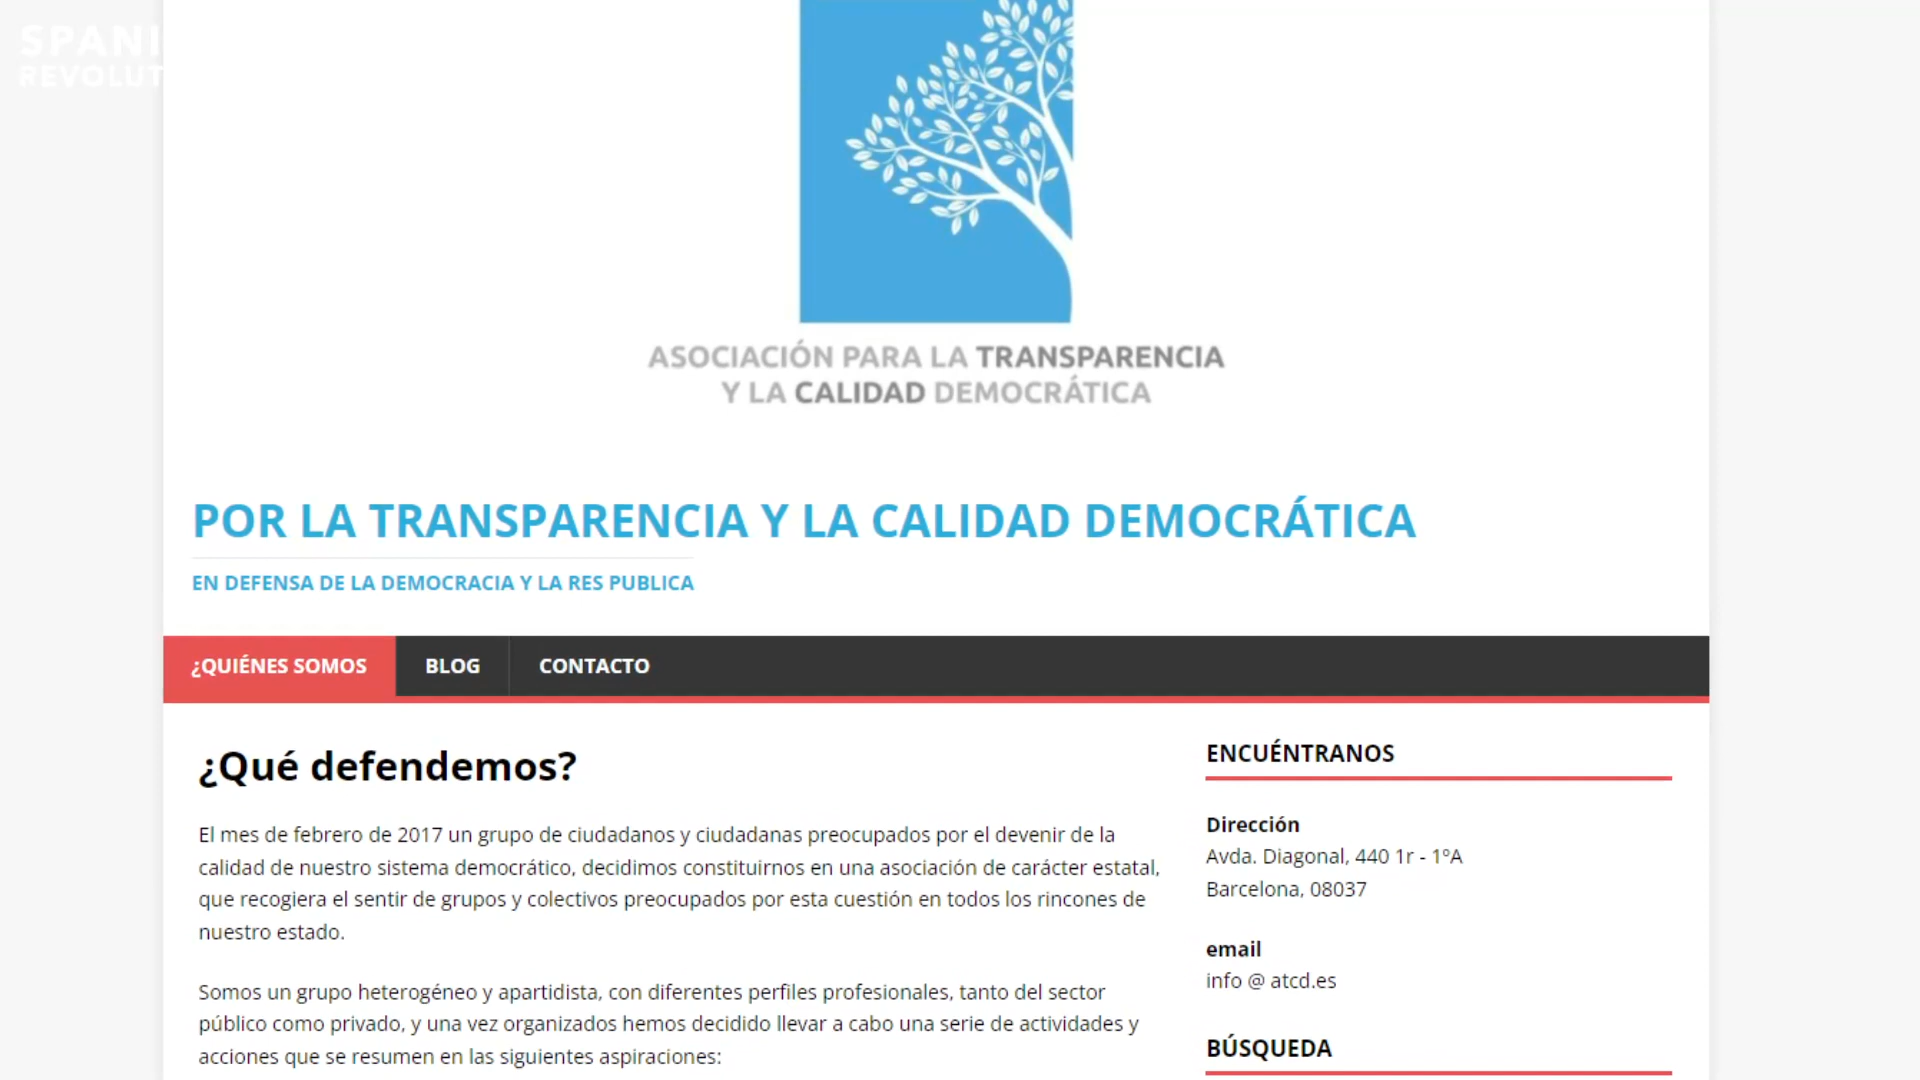 SPANI
REVOLUT
ASOCIACIÓN PARA LA TRANSPARENCIA
Y LA CALIDAD DEMOCRÁTICA
POR LA TRANSPARENCIA Y LA CALIDAD DEMOCRÁTICA
EN DEFENSA DE LA DEMOCRACIA Y LA RES PUBLICA
¿QUIÉNES SOMOS BLOG CONTACTO
¿Qué defendemos?
El mes de febrero de 2017 un grupo de ciudadanos y ciudadanas preocupados por el devenir de la
calidad de nuestro sistema democrático, decidimos constituirnos en una asociación de carácter estatal,
que recogiera el sentir de grupos y colectivos preocupados por esta cuestión en todos los rincones de
nuestro estado.
Somos un grupo heterogéneo y apartidista, con diferentes perfiles profesionales, tanto del sector
público como privado, y una vez organizados hemos decidido llevar a cabo una serie de actividades y
acciones que se resumen en las siguientes aspiraciones:
ENCUÉNTRANOS
Dirección
Avda. Diagonal, 440 1r - 1ºA
Barcelona, 08037
email
info @ atcd.es
BÚSQUEDA